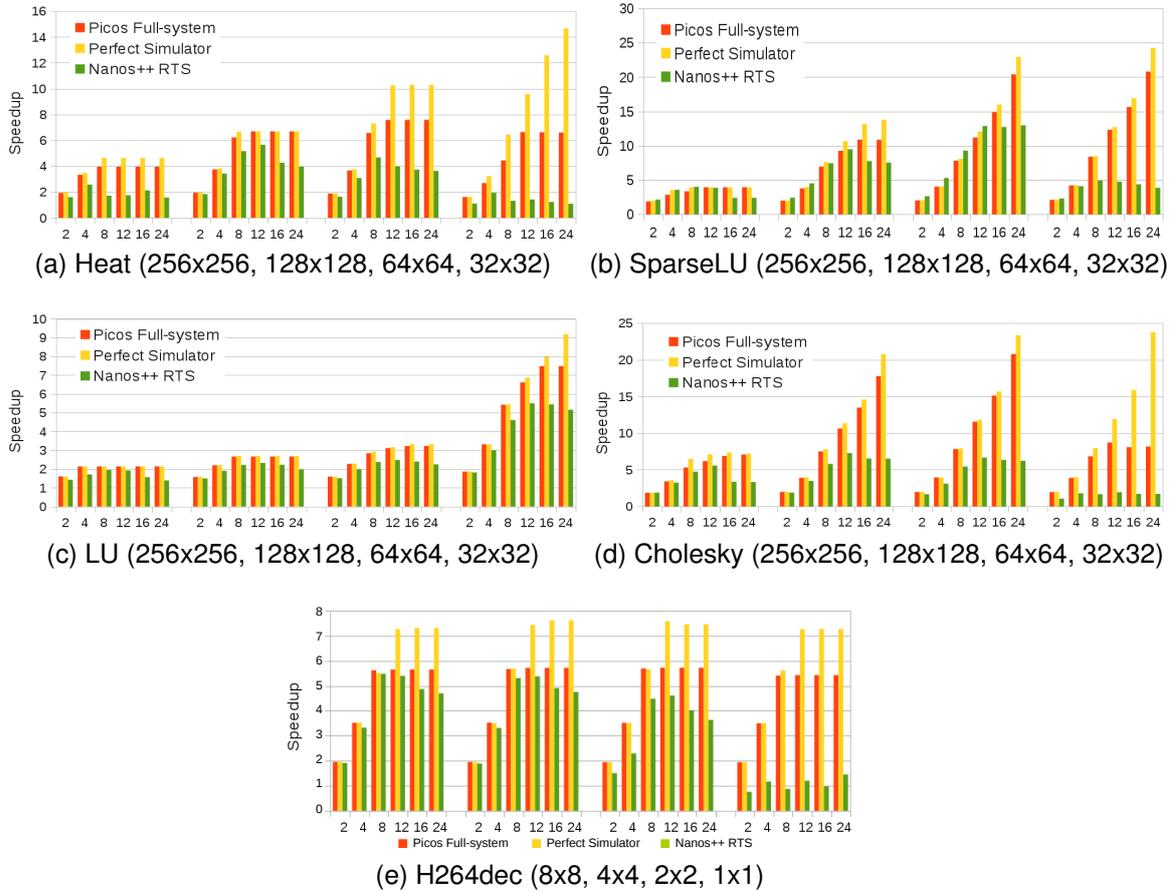 16
14
12
10
8
6
4
2
0
Speedup
Picos Full-system
Perfect Simulator
Nanos++ RTS
2 4 8 12 16 24 2 4 8 12 16 24 2 4 8 12 16 24 2 4 8 12 16 24
(a) Heat (256x256, 128x128, 64x64, 32x32)
30
25
20
15
10
5
0
Speedup
Picos Full-system
Perfect Simulator
Nanos++ RTS
2 4 8 12 16 24 2 4 8 12 16 24 2 4 8 12 16 24 2 4 8 12 16 24
(b) SparseLU (256x256, 128x128, 64x64, 32x32)
10
9
8
7
6
5
4
3
2
1
0
Speedup
Picos Full-system
Perfect Simulator
Nanos++ RTS
2 4 8 12 16 24 2 4 8 12 16 24 2 4 8 12 16 24 2 4 8 12 16 24
(c) LU (256x256, 128x128, 64x64, 32x32)
25
20
15
10
5
0
Speedup
Picos Full-system
Perfect Simulator
Nanos++ RTS
2 4 8 12 16 24 2 4 8 12 16 24 2 4 8 12 16 24 2 4 8 12 16 24
(d) Cholesky (256x256, 128x128, 64x64, 32x32)
8
7
6
5
4
3
2
1
0
Speedup
2 4 8 12 16 24 2 4 8 12 16 24 2 4 8 12 16 24 2 4 8 12 16 24
Picos Full-system Perfect Simulator Nanos++ RTS
(e) H264dec (8x8, 4x4, 2x2, 1x1)